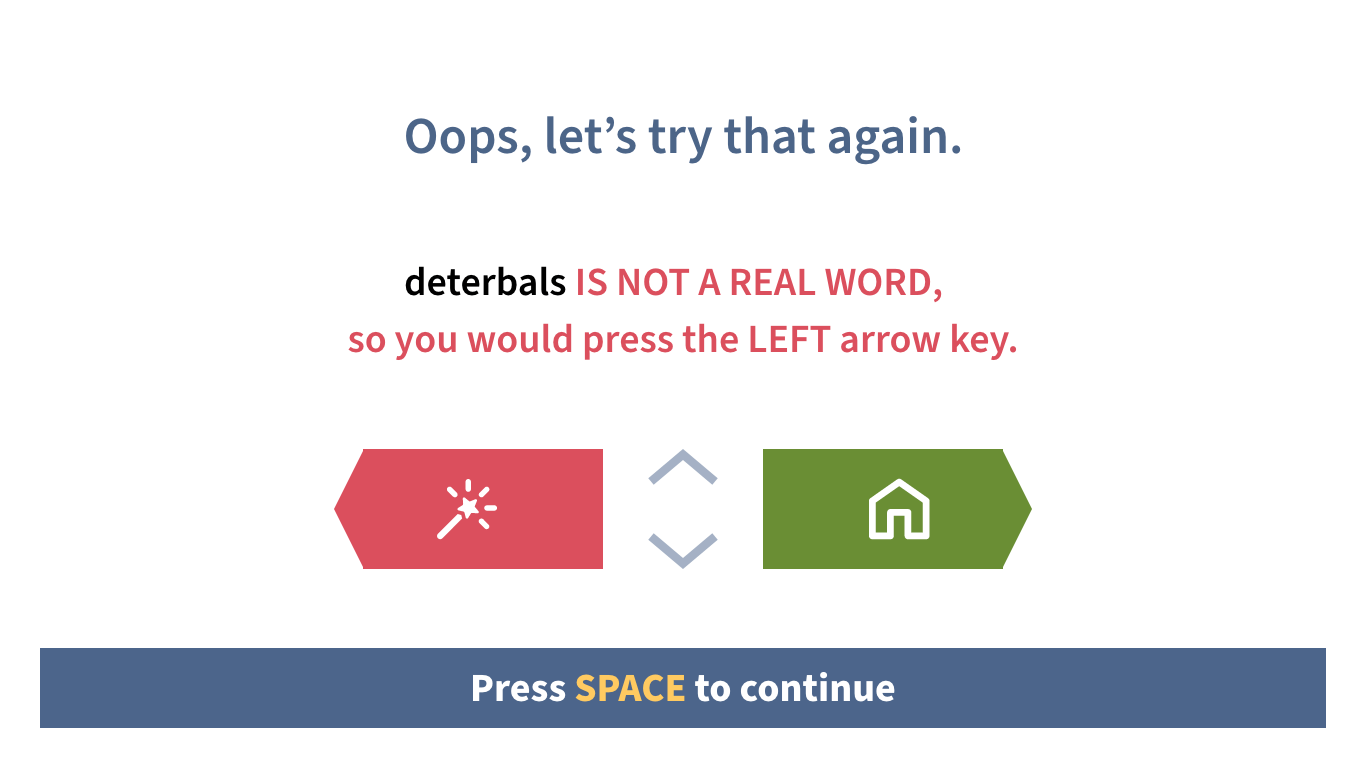 Oops, let’s try that again.
deterbals IS NOT A REAL WORD,
so you would press the LEFT arrow key.
Press SPACE to continue